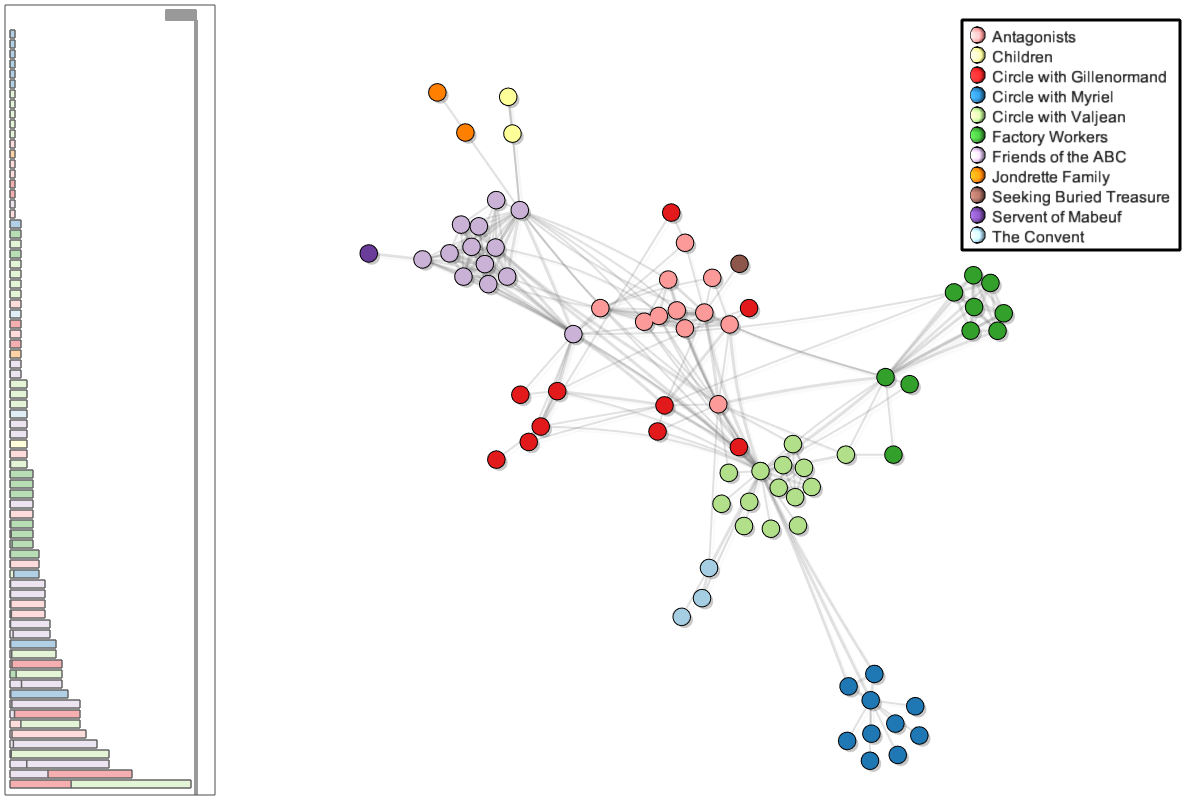 Antagonists
Children
Circle with Gillenormand
Circle with Myriel
Circle with Valjean
Factory Workers
Friends of the ABC
Jondrette Family
Seeking Buried Treasure
Servent of Mabeuf
The Convent